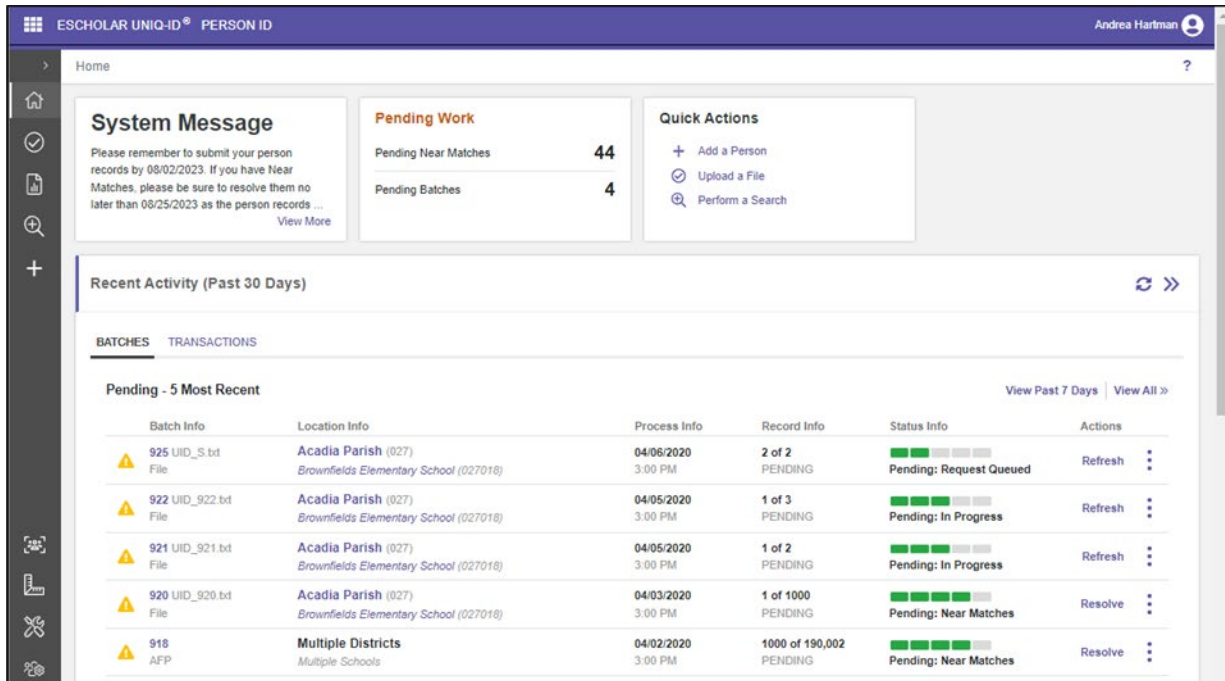 ESCHOLAR UNIQ-ID® PERSON ID
Andrea Hartman
Home
?
System Message
Please remember to submit your person
records by 08/02/2023. If you have Near
Matches, please be sure to resolve them no
later than 08/25/2023 as the person records ...
View More
Pending Work
Pending Near Matches 44
Pending Batches 4
Quick Actions
Add a Person
Upload a File
Perform a Search
Recent Activity (Past 30 Days)
BATCHES TRANSACTIONS
Pending - 5 Most Recent
View Past 7 Days View All »
Batch Info Location Info Process Info Record Info Status Info Actions
925 UID_S.txt Acadia Parish (027) 04/06/2020 2 of 2
File Brownfields Elementary School (027018) 3:00 PM PENDING Pending: Request Queued Refresh
922 UID_922.txt Acadia Parish (027) 04/05/2020 1 of 3
File Brownfields Elementary School (027018) 3:00 PM PENDING Pending: In Progress Refresh
921 UID_921.txt Acadia Parish (027) 04/05/2020 1 of 2
File Brownfields Elementary School (027018) 3:00 PM PENDING Pending: In Progress Refresh
920 UID_920.txt Acadia Parish (027) 04/03/2020 1 of 1000
File Brownfields Elementary School (027018) 3:00 PM PENDING Pending: Near Matches Resolve
918 Multiple Districts 04/02/2020 1000 of 190,002
AFP Multiple Schools 3:00 PM PENDING Pending: Near Matches Resolve